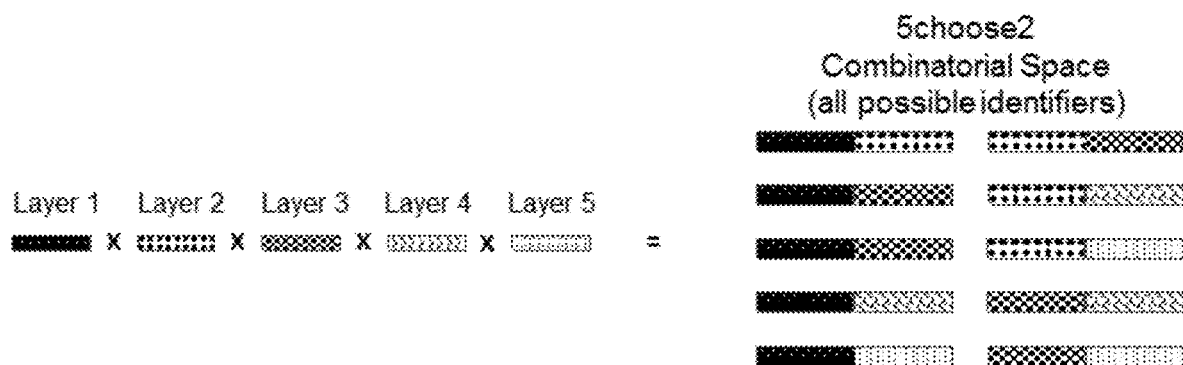 5choose2
Combinatorial Space
(all possible identifiers)
Layer 1 Layer 2 Layer 3 Layer 4 Layer 5
x x x x =